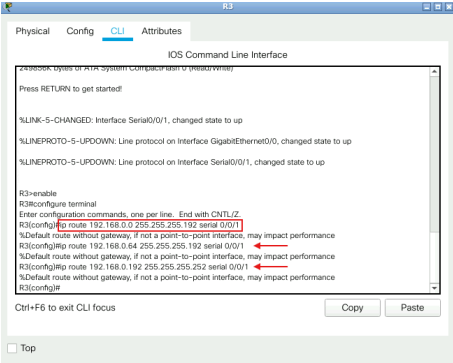 R3
Physical Config CLI Attributes
IOS Command Line Interface
249856K bytes of ATA System CompactFlash 0 (Read/Write)
Press RETURN to get started!
%LINK-5-CHANGED: Interface Serial0/0/1, changed state to up
%LINEPROTO-5-UPDOWN: Line protocol on Interface GigabitEthernet0/0, changed state to up
%LINEPROTO-5-UPDOWN: Line protocol on Interface Serial0/0/1, changed state to up
R3>enable
R3#configure terminal
Enter configuration commands, one per line. End with CNTL/Z.
R3(config)#ip route 192.168.0.0 255.255.255.192 serial 0/0/1
%Default route without gateway, if not a point-to-point interface, may impact performance
R3(config)#ip route 192.168.0.64 255.255.255.192 serial 0/0/1
%Default route without gateway, if not a point-to-point interface, may impact performance
R3(config)#ip route 192.168.0.192 255.255.255.252 serial 0/0/1
%Default route without gateway, if not a point-to-point interface, may impact performance
R3(config)#
Ctrl+F6 to exit CLI focus Copy Paste
Top